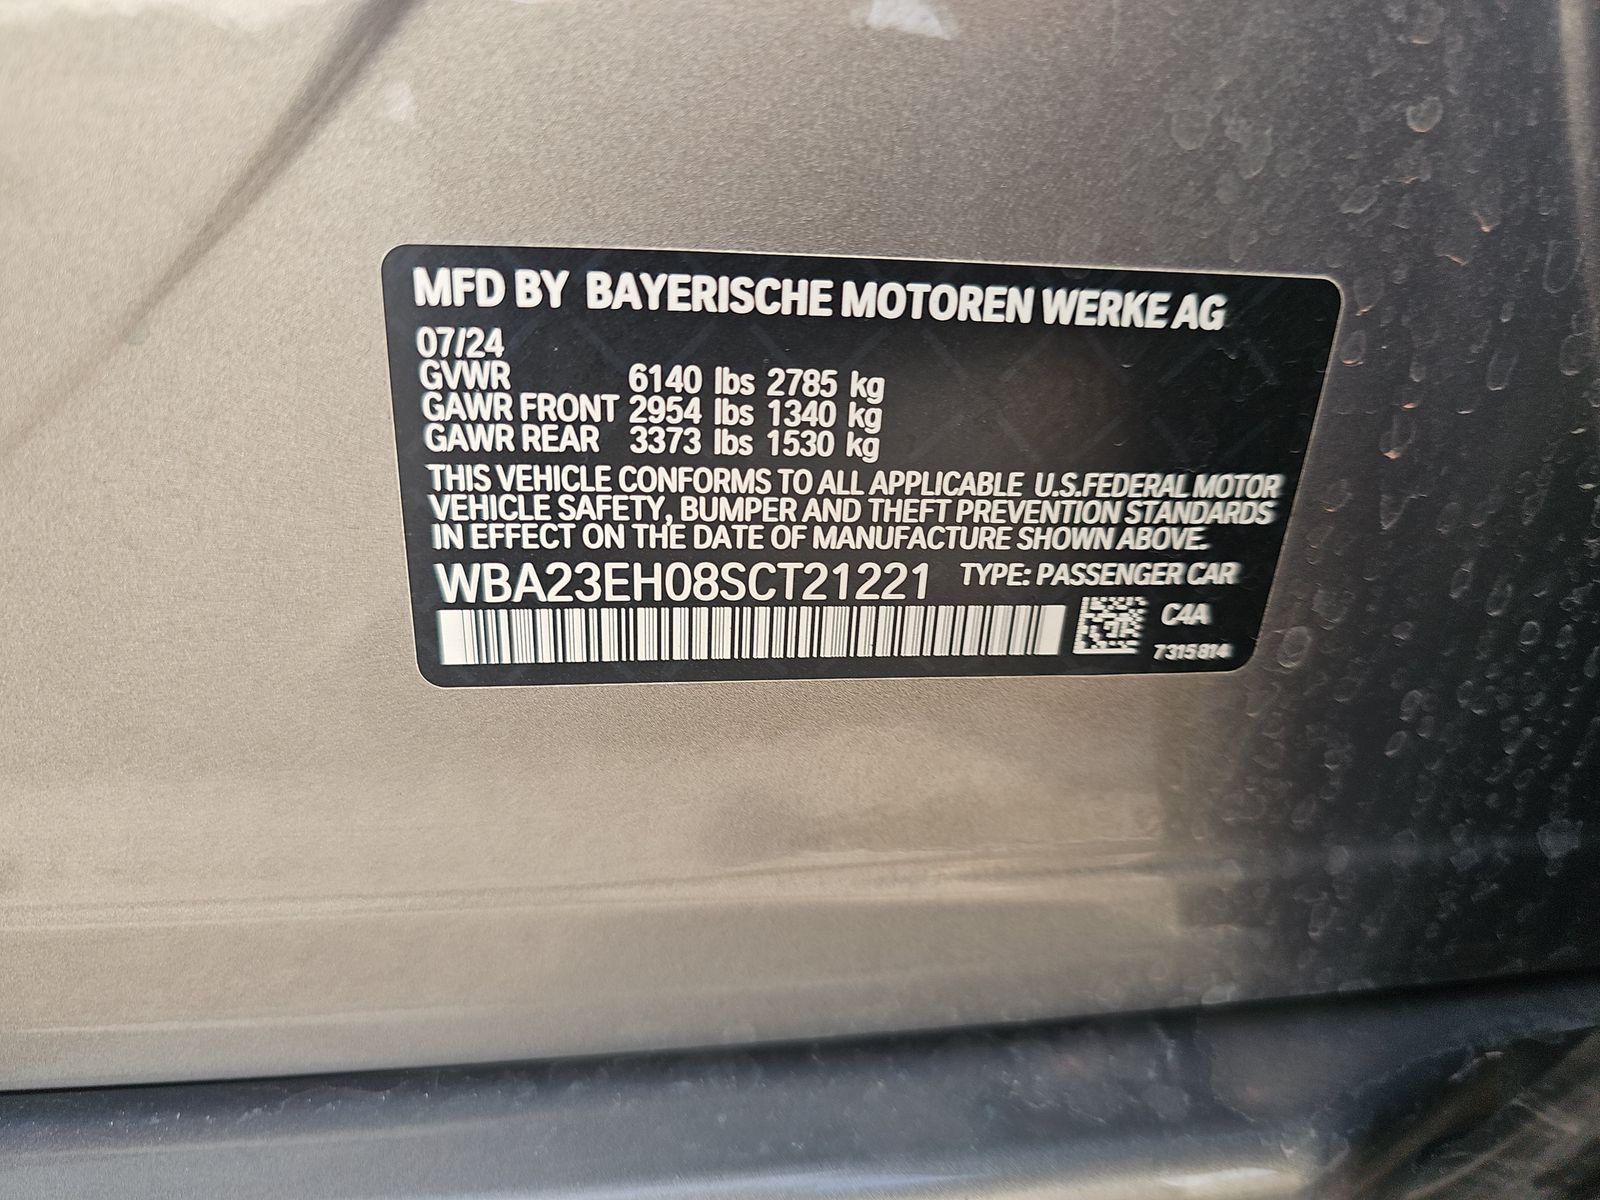 MFD BY BAYERISCHE MOTOREN WERKE AG
07/24
GVWR 6140 lbs 2785 kg
GAWR FRONT 2954 lbs 1340 kg
GAWR REAR 3373 lbs 1530 kg
THIS VEHICLE CONFORMS TO ALL APPLICABLE U.S.FEDERAL MOTOR
VEHICLE SAFETY, BUMPER AND THEFT PREVENTION STANDARDS
IN EFFECT ON THE DATE OF MANUFACTURE SHOWN ABOVE.
WBA23EH08SCT21221 TYPE: PASSENGER CAR
C4A
7315814